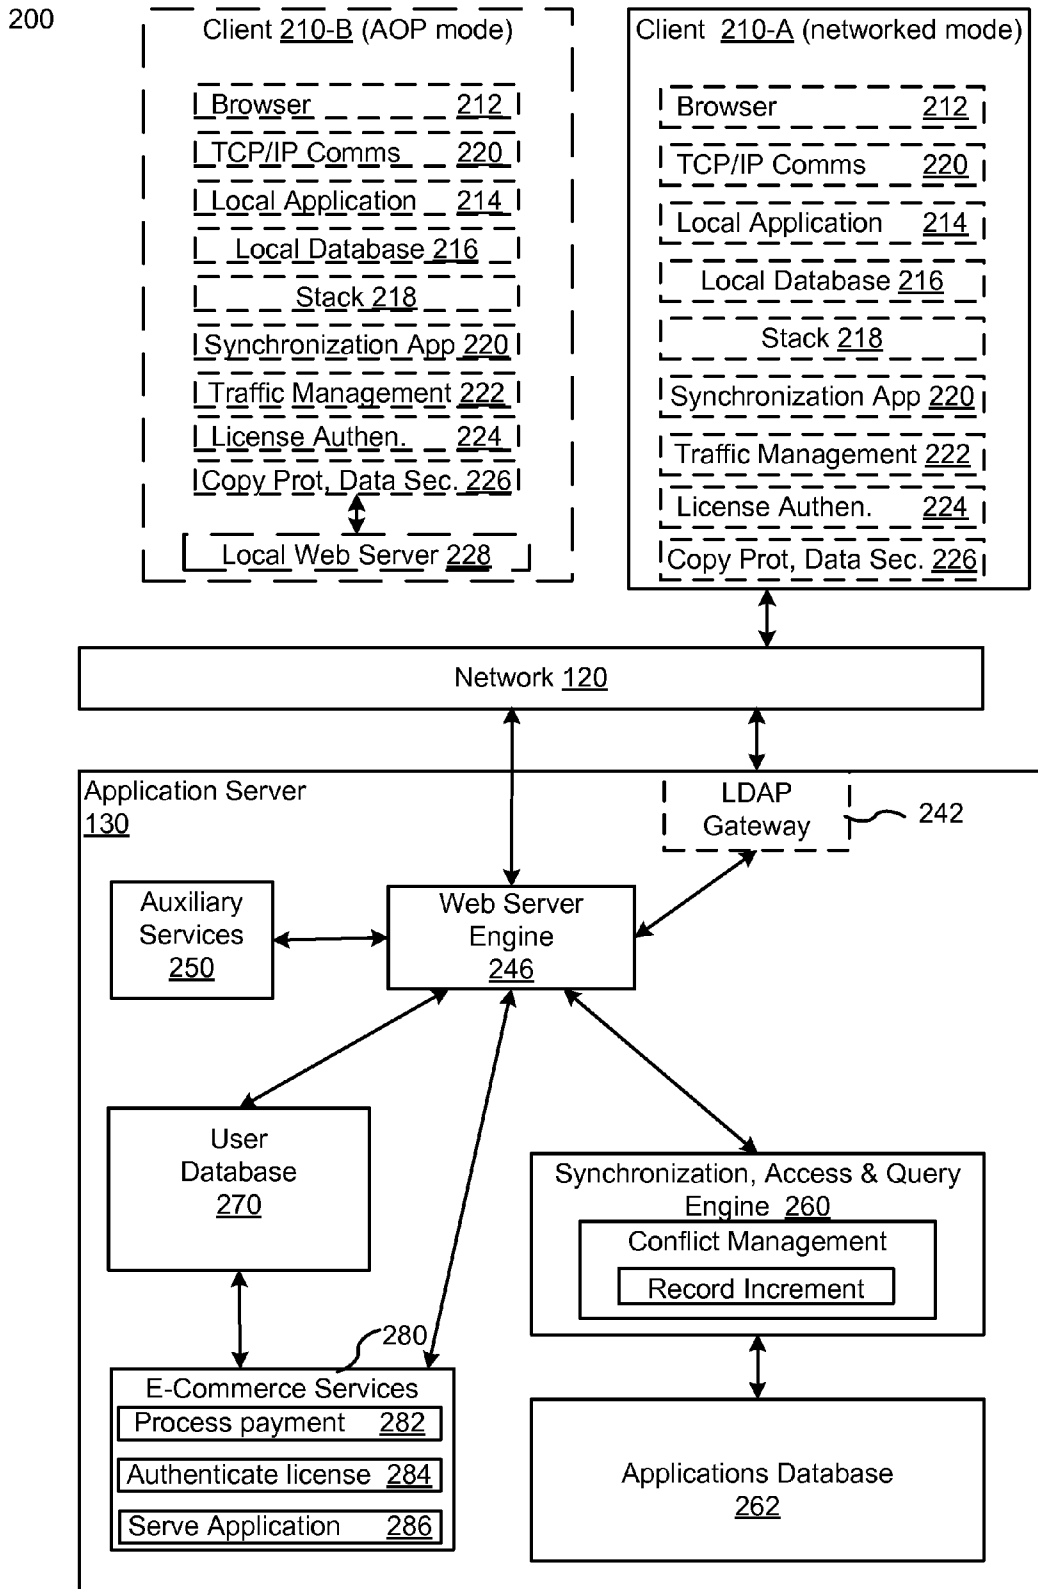 200
Client 210-B (AOP mode)
Browser 212
TCP/IP Comms 220
Local Application 214
Local Database 216
Stack 218
Synchronization App 220
Traffic Management 222
License Authen. 224
Copy Prot, Data Sec. 226
Local Web Server 228
Client 210-A (networked mode)
Browser 212
TCP/IP Comms 220
Local Application 214
Local Database 216
Stack 218
Synchronization App 220
Traffic Management 222
License Authen. 224
Copy Prot, Data Sec. 226
Network 120
Application Server
130
LDAP
Gateway
242
Auxiliary
Services
250
Web Server
Engine
246
User
Database
270
Synchronization, Access & Query
Engine 260
Conflict Management
Record Increment
280
E-Commerce Services
Process payment 282
Authenticate license 284
Serve Application 286
Applications Database
262